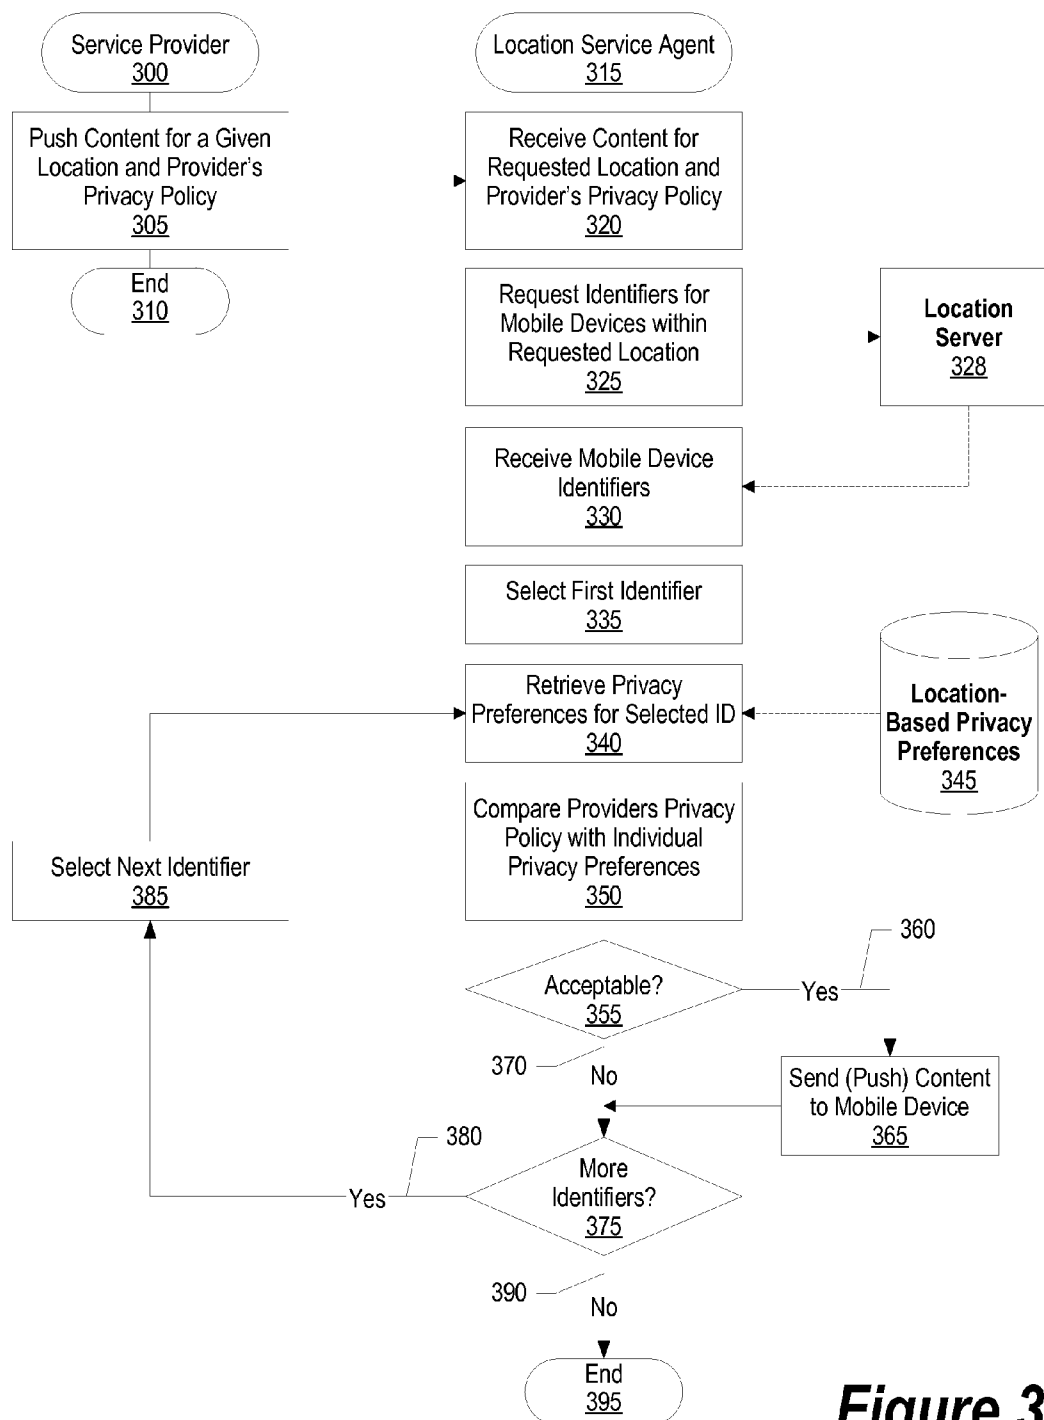 Service Provider
300
Location Service Agent
315
Push Content for a Given
Location and Provider's
Privacy Policy
305
Receive Content for
Requested Location and
Provider's Privacy Policy
320
End
310
Request Identifiers for
Mobile Devices within
Requested Location
325
Location
Server
328
Receive Mobile Device
Identifiers
330
Select First Identifier
335
Retrieve Privacy
Preferences for Selected ID
340
Location-
Based Privacy
Preferences
345
Compare Providers Privacy
Policy with Individual
Privacy Preferences
350
Select Next Identifier
385
360
Acceptable?
355
Yes
370
No
Send (Push) Content
to Mobile Device
365
380
More
Identifiers?
375
Yes
390
No
End
395
Figure 3